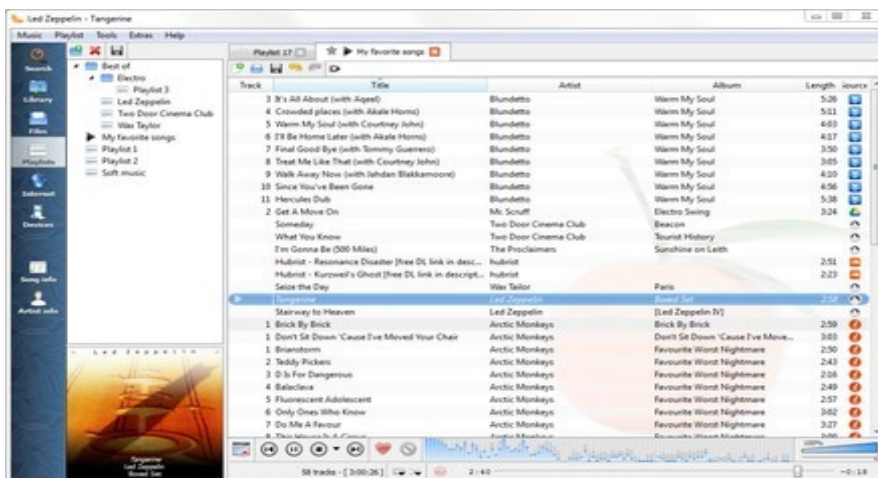 Led Zeppelin - Tangerine
Music Playlist Tools Extras Help
Search
Library
Files
Playlists
Internet
Devices
Song info
Artist info
Best of
Electro
Playlist 3
Led Zeppelin
Two Door Cinema Club
Wax Taylor
My favorite songs
Playlist 1
Playlist 2
Soft music
Led Zeppelin
Tangerine
Led Zeppelin
Boxed Set
Playlist 17 My favorite songs
Track Title Artist Album Length
3 It's All About (with Aqeel) Blundetto Warm My Soul 5:26
4 Crowded places (with Akale Horns) Blundetto Warm My Soul 5:11
5 Warm My Soul (with Courtney John) Blundetto Warm My Soul 4:03
6 I'll Be Home Later (with Akale Horns) Blundetto Warm My Soul 4:17
7 Final Good Bye (with Tommy Guerrero) Blundetto Warm My Soul 3:50
8 Treat Me Like That (with Courtney John) Blundetto Warm My Soul 3:05
9 Walk Away Now (with Jahdan Blakkamoore) Blundetto Warm My Soul 4:10
10 Since You've Been Gone Blundetto Warm My Soul 4:56
11 Hercules Dub Blundetto Warm My Soul 5:38
2 Get A Move On Mr. Scruff Electro Swing 3:24
Someday Two Door Cinema Club Beacon
What You Know Two Door Cinema Club Tourist History
I'm Gonna Be (500 Miles) The Proclaimers Sunshine on Leith
Hubrist - Resonance Disaster [free DL link in desc... hubrist 2:51
Hubrist - Kurzweil's Ghost [free DL link in descript... hubrist 2:23
Seize the Day Wax Tailor Paris
Tangerine Led Zeppelin Boxed Set 2:58
Stairway to Heaven Led Zeppelin [Led Zeppelin IV]
1 Brick By Brick Arctic Monkeys Brick By Brick 2:59
1 Don't Sit Down 'Cause I've Moved Your Chair Arctic Monkeys Don't Sit Down 'Cause I've Move... 3:03
1 Brianstorm Arctic Monkeys Favourite Worst Nightmare 2:50
2 Teddy Pickers Arctic Monkeys Favourite Worst Nightmare 2:43
3 D Is For Dangerous Arctic Monkeys Favourite Worst Nightmare 2:16
4 Balaclava Arctic Monkeys Favourite Worst Nightmare 2:49
5 Fluorescent Adolescent Arctic Monkeys Favourite Worst Nightmare 2:57
6 Only Ones Who Know Arctic Monkeys Favourite Worst Nightmare 3:02
7 Do Me A Favour Arctic Monkeys Favourite Worst Nightmare 3:27
8 This House Is A Circus Arctic Monkeys Favourite Worst Nightmare
100%
58 tracks - [ 3:00:26 ] 2:40 -0:18